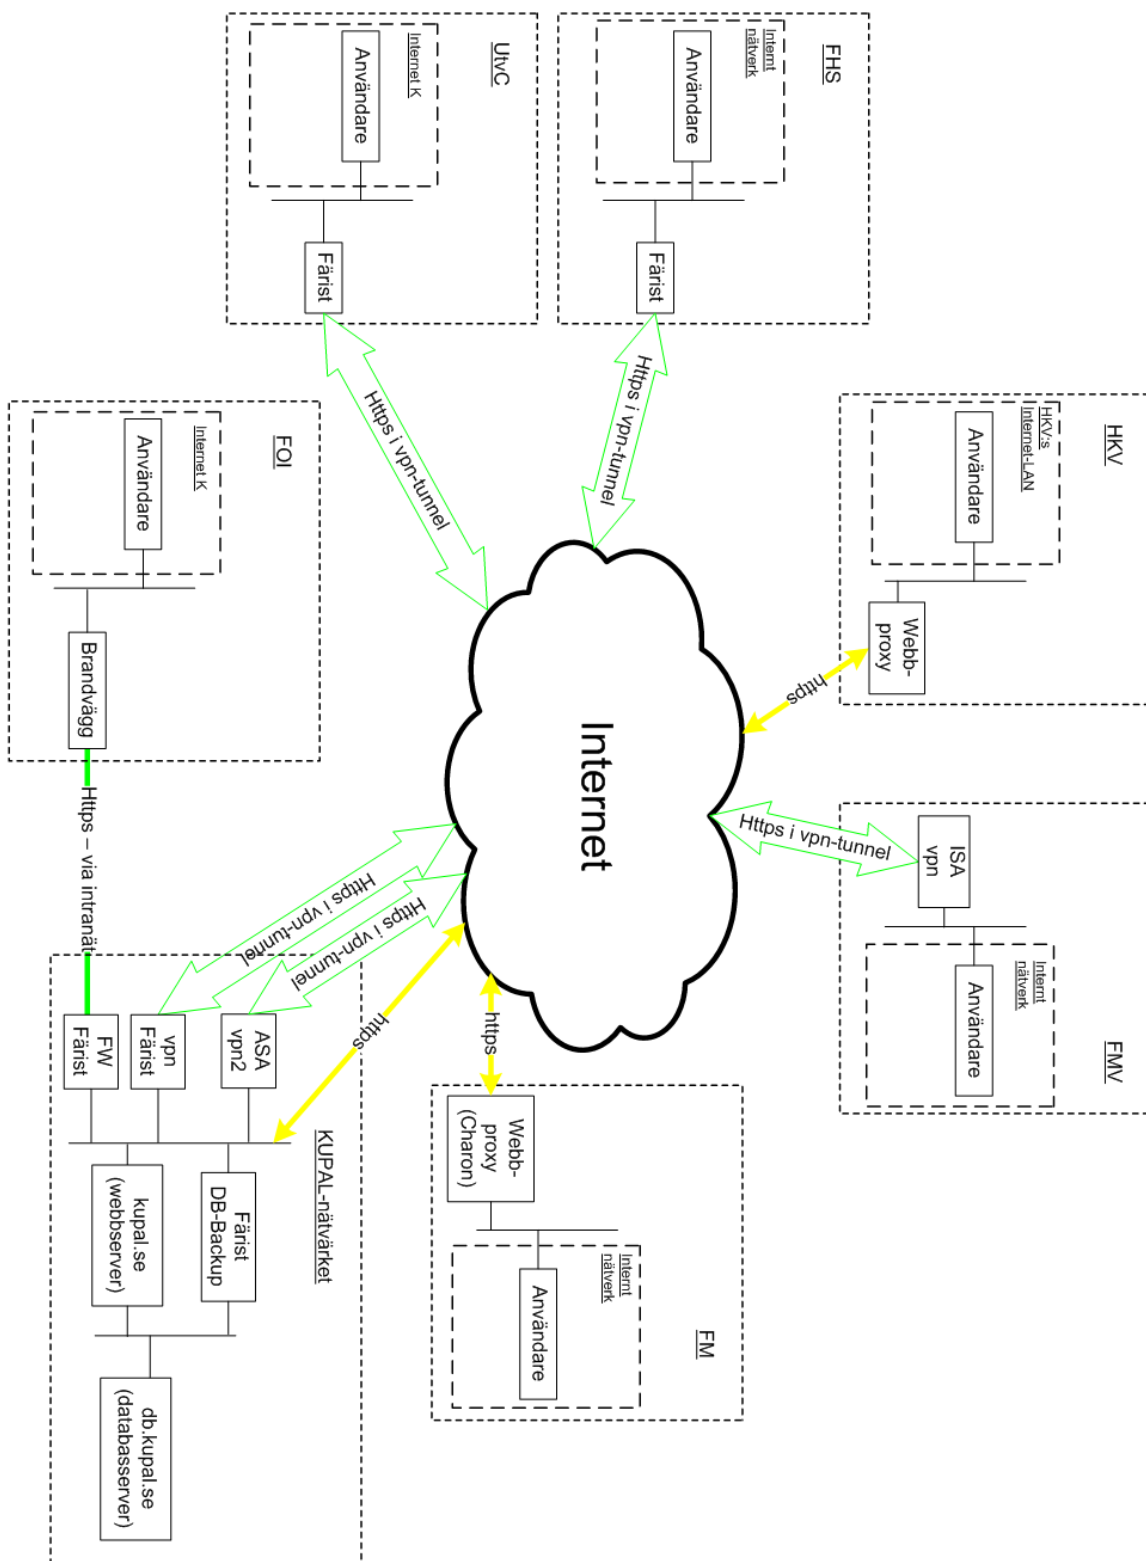 HKV
HKV:s
Internet-LAN
Användare
Webb-
proxy
https
FMV
ISA
vpn
Internt
nätverk
Användare
Https i vpn-tunnel
FHS
Internt
nätverk
Användare
Färist
Https i vpn-tunnel
Internet
FM
Webb-
proxy
(Charon)
Internt
nätverk
Användare
https
UtvC
Internet K
Användare
Färist
Https i vpn-tunnel
FOI
Internet K
Användare
Brandvägg
Https – via intranät
Https i vpn-tunnel
Https i vpn-tunnel
https
KUPAL-nätvärket
ASA
vpn2
vpn
Färist
FW
Färist
Färist
DB-Backup
kupal.se
(webbserver)
db.kupal.se
(databasserver)